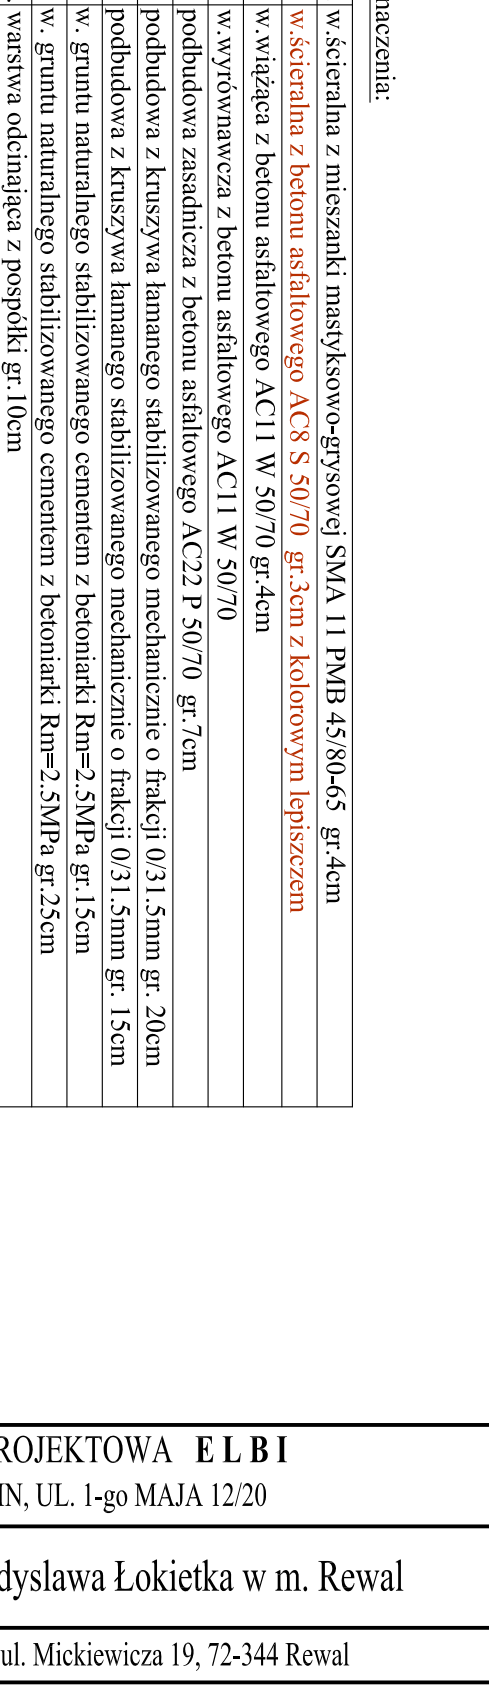 naczenia:
w.ścieralna z mieszanki mastyksowo-grysowej SMA 11 PMB 45/80-65 gr.4cm
w.ścieralna z betonu asfaltowego AC8 S 50/70 gr.3cm z kolorowym lepiszczem
w.wiążąca z betonu asfaltowego AC11 W 50/70 gr.4cm
w.wyrównawcza z betonu asfaltowego AC11 W 50/70
podbudowa zasadnicza z betonu asfaltowego AC22 P 50/70 gr.7cm
podbudowa z kruszywa łamanego stabilizowanego mechanicznie o frakcji 0/31.5mm gr. 20cm
podbudowa z kruszywa łamanego stabilizowanego mechanicznie o frakcji 0/31.5mm gr. 15cm
w. gruntu naturalnego stabilizowanego cementem z betoniarki Rm=2.5MPa gr.15cm
w. gruntu naturalnego stabilizowanego cementem z betoniarki Rm=2.5MPa gr.25cm
. warstwa odcinająca z pospółki gr.10cm
ROJEKTOWA E L B I
IN, UL. 1-go MAJA 12/20
dyslawa Łokietka w m. Rewal
ul. Mickiewicza 19, 72-344 Rewal